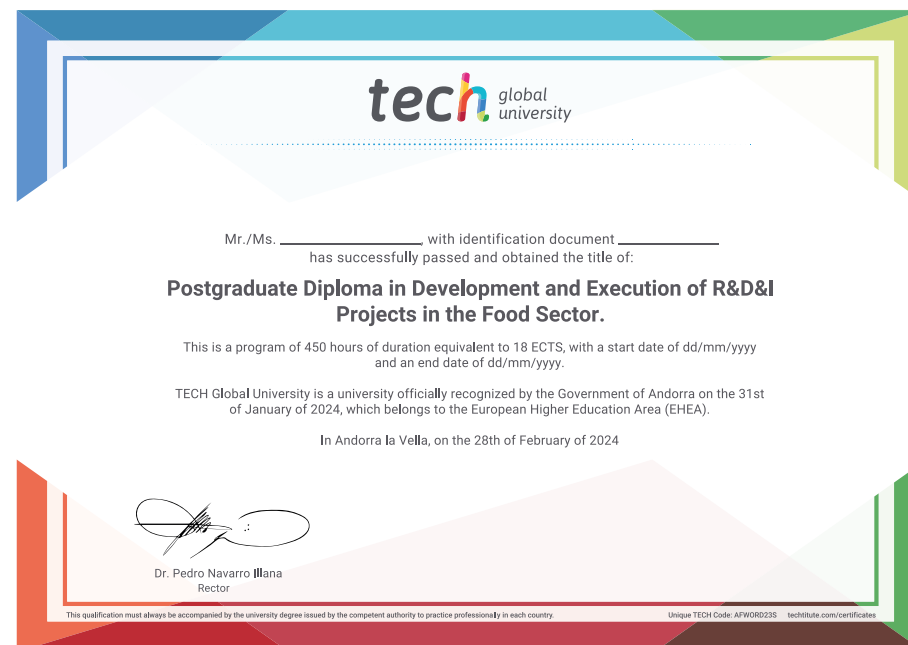 tech global university
Mr./Ms. ____________________, with identification document ______________
has successfully passed and obtained the title of:
Postgraduate Diploma in Development and Execution of R&D&I
Projects in the Food Sector.
This is a program of 450 hours of duration equivalent to 18 ECTS, with a start date of dd/mm/yyyy
and an end date of dd/mm/yyyy.
TECH Global University is a university officially recognized by the Government of Andorra on the 31st
of January of 2024, which belongs to the European Higher Education Area (EHEA).
In Andorra la Vella, on the 28th of February of 2024
Dr. Pedro Navarro Illana
Rector
This qualification must always be accompanied by the university degree issued by the competent authority to practice professionally in each country. Unique TECH Code: AFWORD23S techtitute.com/certificates